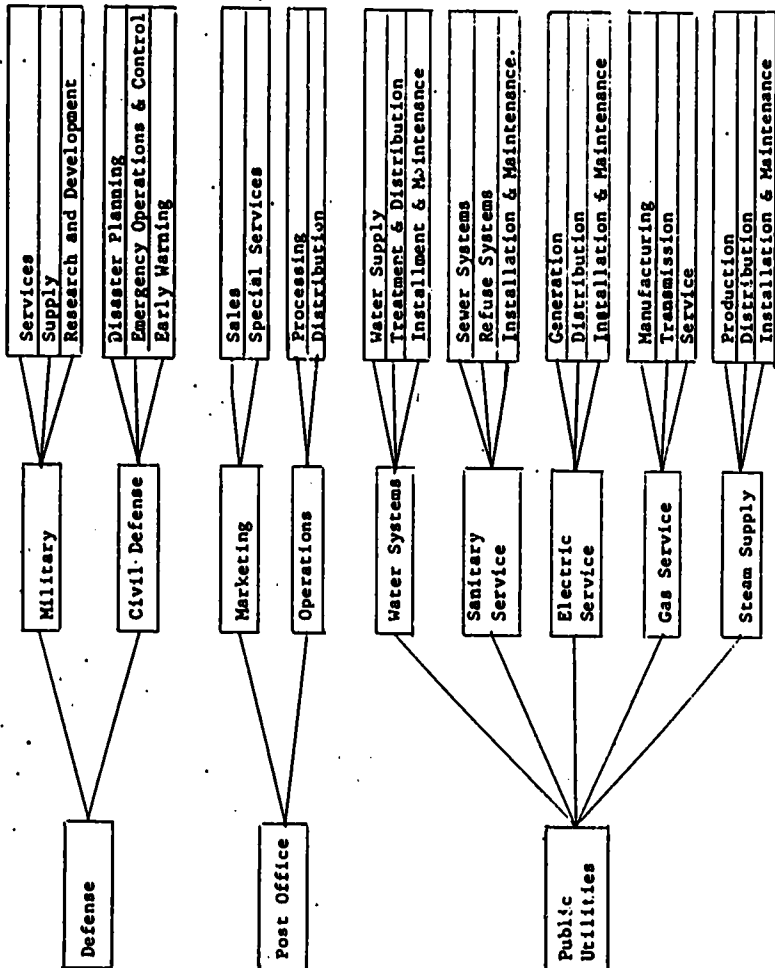 Defense
Military
Services
Supply
Research and Development
Civil Defense
Disaster Planning
Emergency Operations & Control
Early Warning
Post Office
Marketing
Sales
Special Services
Operations
Processing
Distribution
Public
Utilities
Water Systems
Water Supply
Treatment & Distribution
Installment & Maintenance
Sanitary
Service
Sewer Systems
Refuse Systems
Installation & Maintenance.
Electric
Service
Generation
Distribution
Installation & Maintenance
Gas Service
Manufacturing
Transmission
Service
Steam Supply
Production
Distribution
Installation & Maintenance